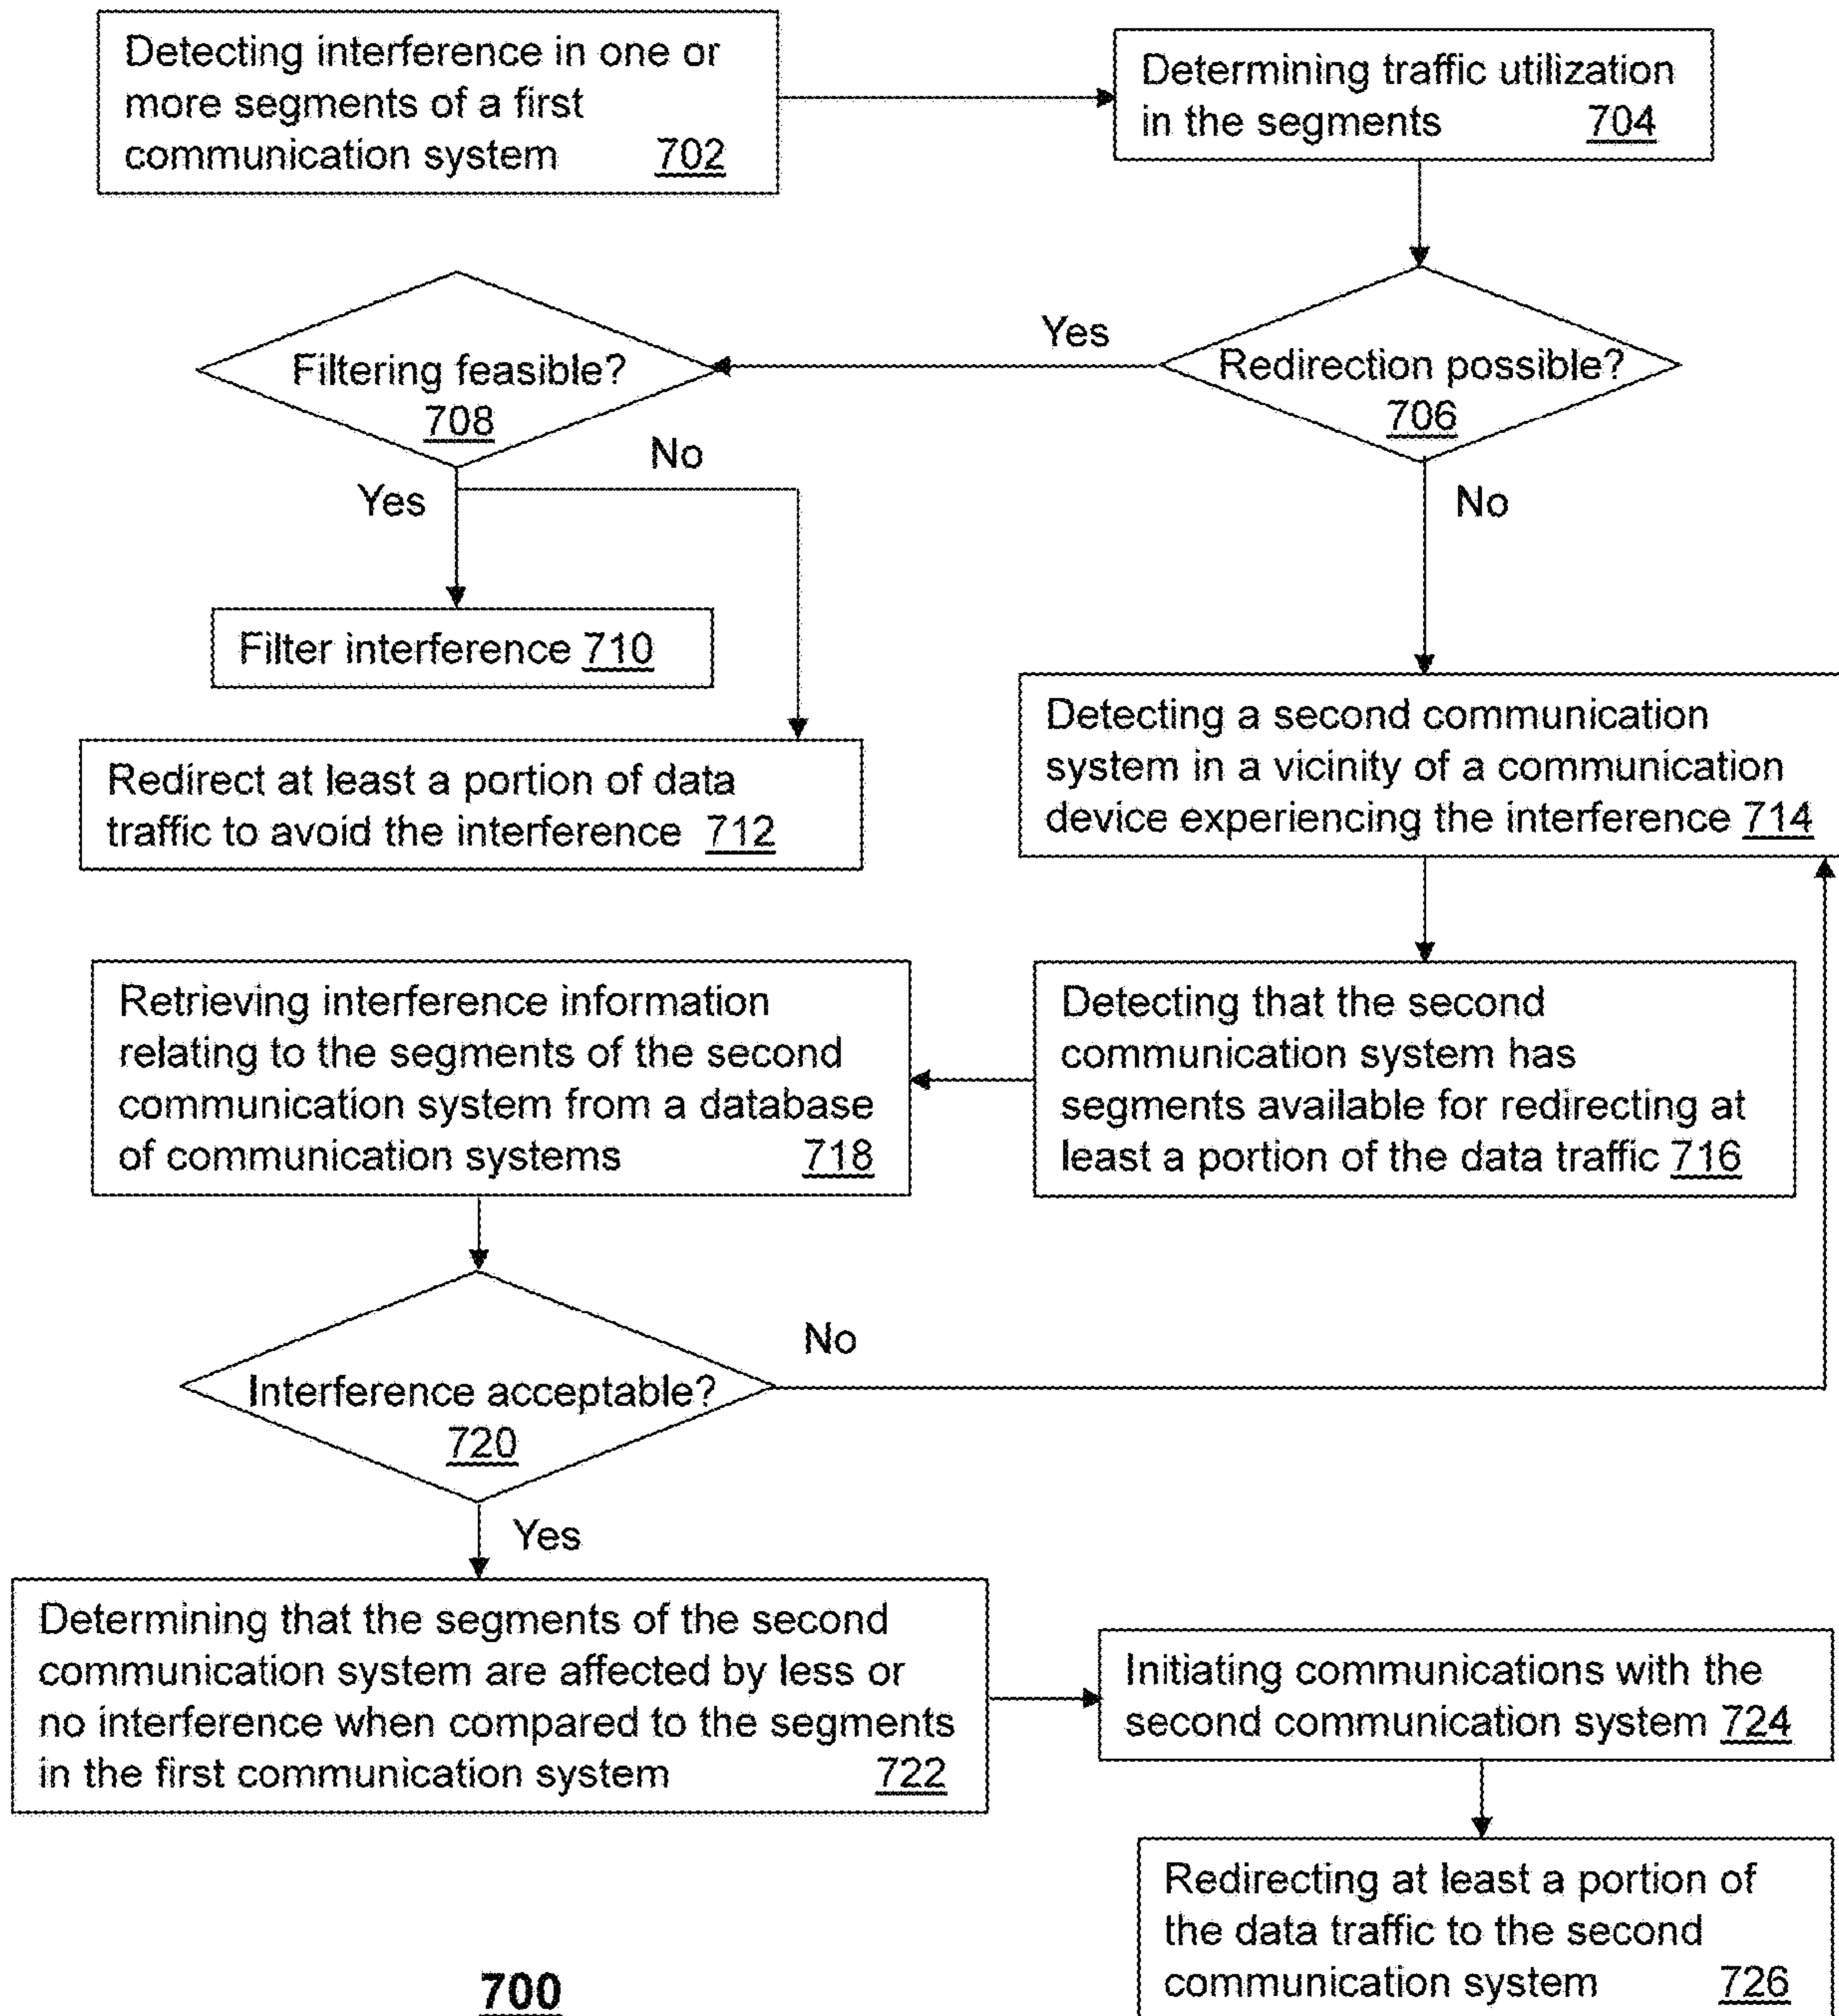 Detecting interference in one or
more segments of a first
communication system 702
Determining traffic utilization
in the segments 704
Yes
Filtering feasible?
708
Redirection possible?
706
No
Yes
No
Filter interference 710
Redirect at least a portion of data
traffic to avoid the interference 712
Detecting a second communication
system in a vicinity of a communication
device experiencing the interference 714
Retrieving interference information
relating to the segments of the second
communication system from a database
of communication systems 718
Detecting that the second
communication system has
segments available for redirecting at
least a portion of the data traffic 716
No
Interference acceptable?
720
Yes
Determining that the segments of the second
communication system are affected by less or
no interference when compared to the segments
in the first communication system 722
Initiating communications with the
second communication system 724
Redirecting at least a portion of
the data traffic to the second
communication system 726
700